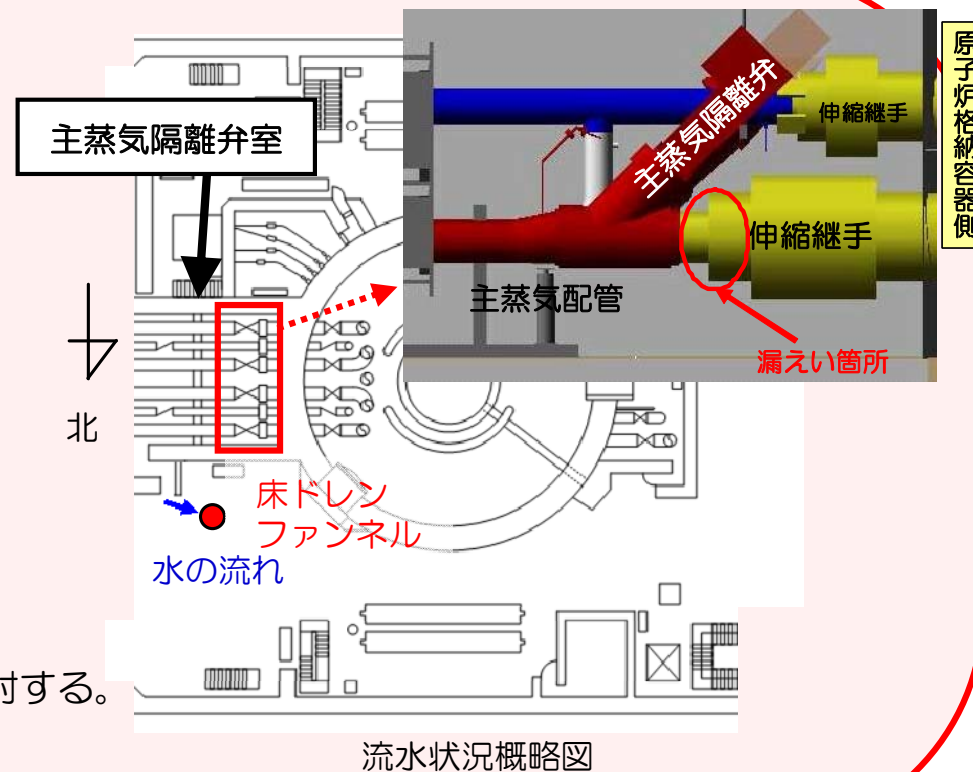 主蒸気隔離弁室
主蒸気隔離弁
伸縮継手
原子炉格納容器側
伸縮継手
主蒸気配管
漏えい箇所
北
床ドレン
ファンネル
水の流れ
討する。
流水状況概略図